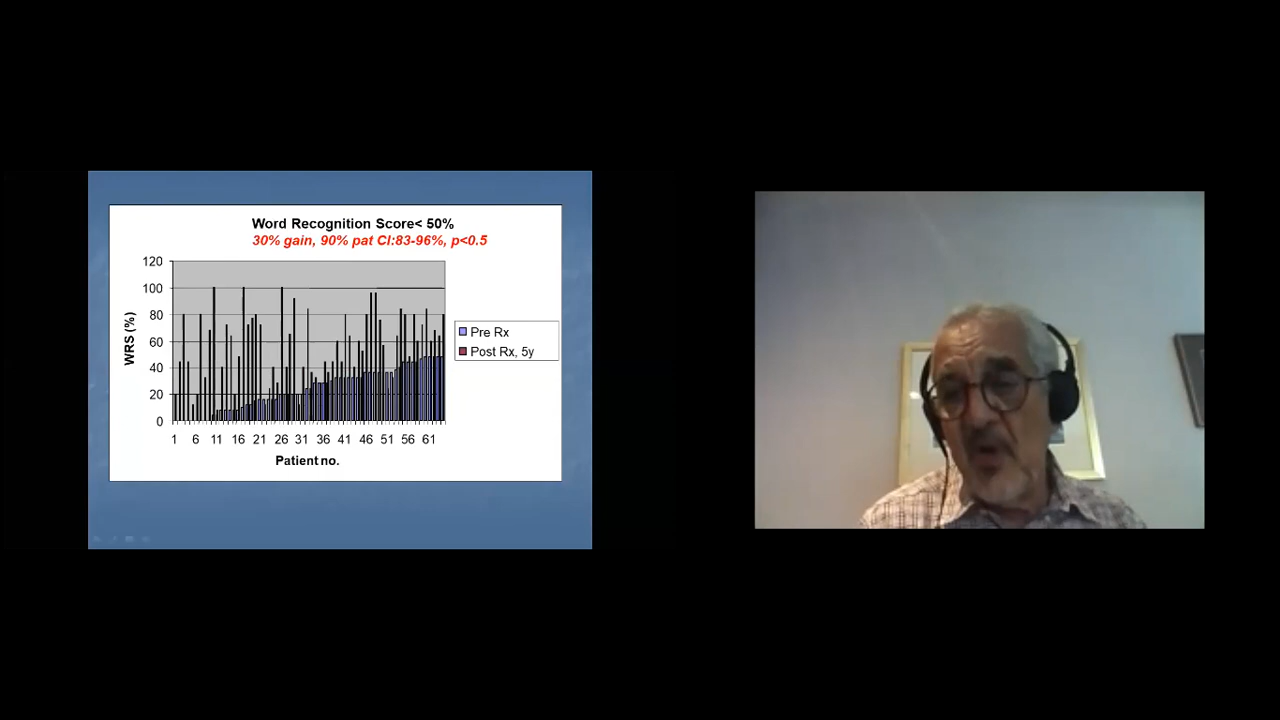 Word Recognition Score< 50%
30% gain, 90% pat CI:83-96%, p<0.5
120
100
80
60
40
20
0
WRS (%)
1 6 11 16 21 26 31 36 41 46 51 56 61
Patient no.
Pre Rx
Post Rx, 5y